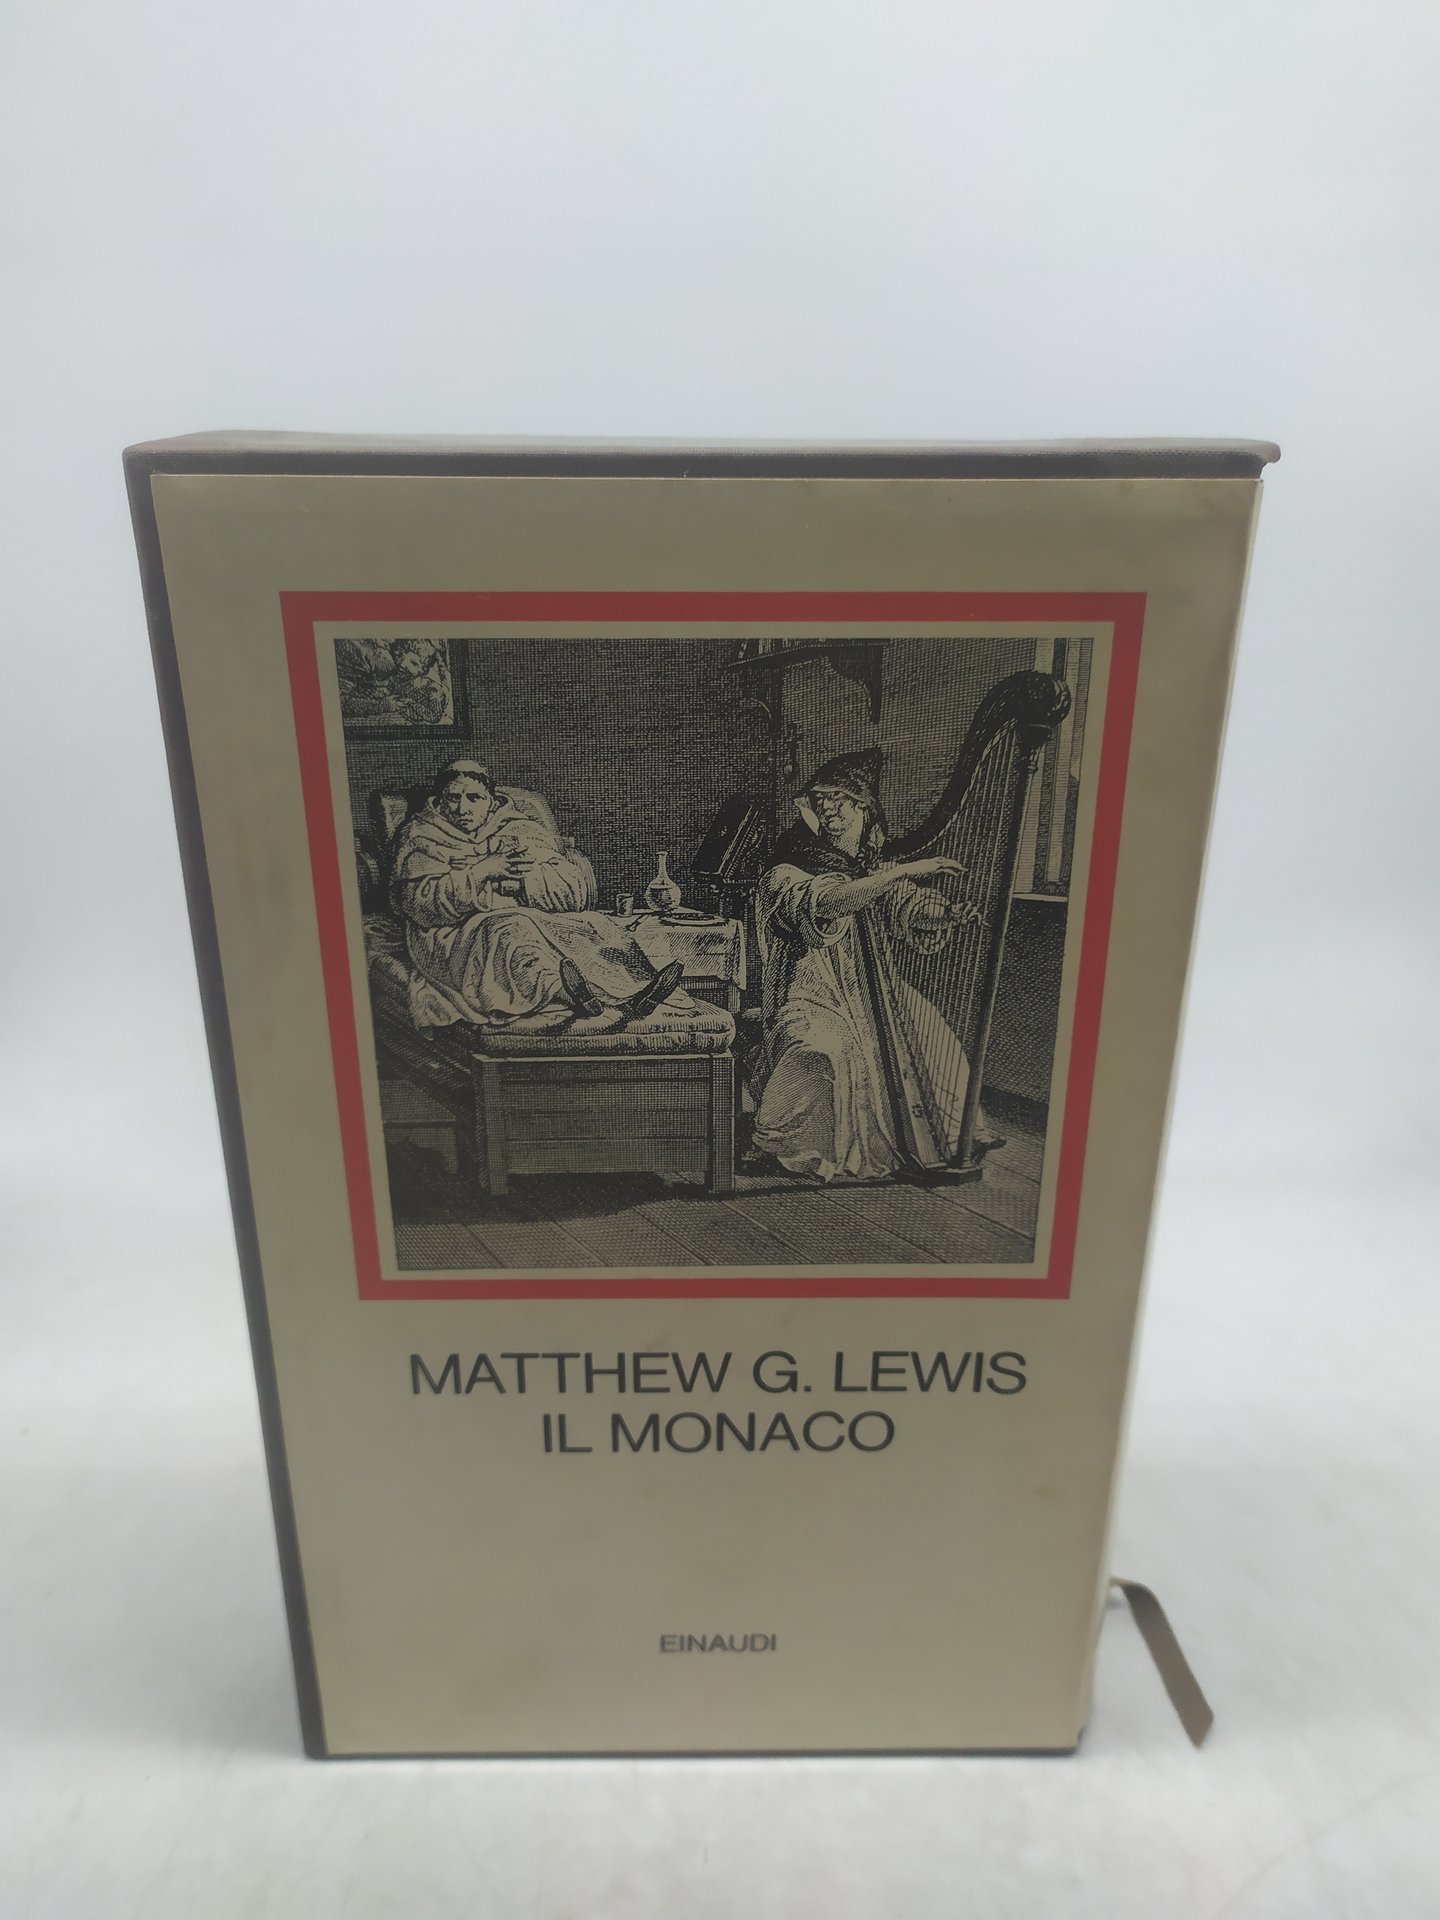 MATTHEW G. LEWIS
IL MONACO
EINAUDI